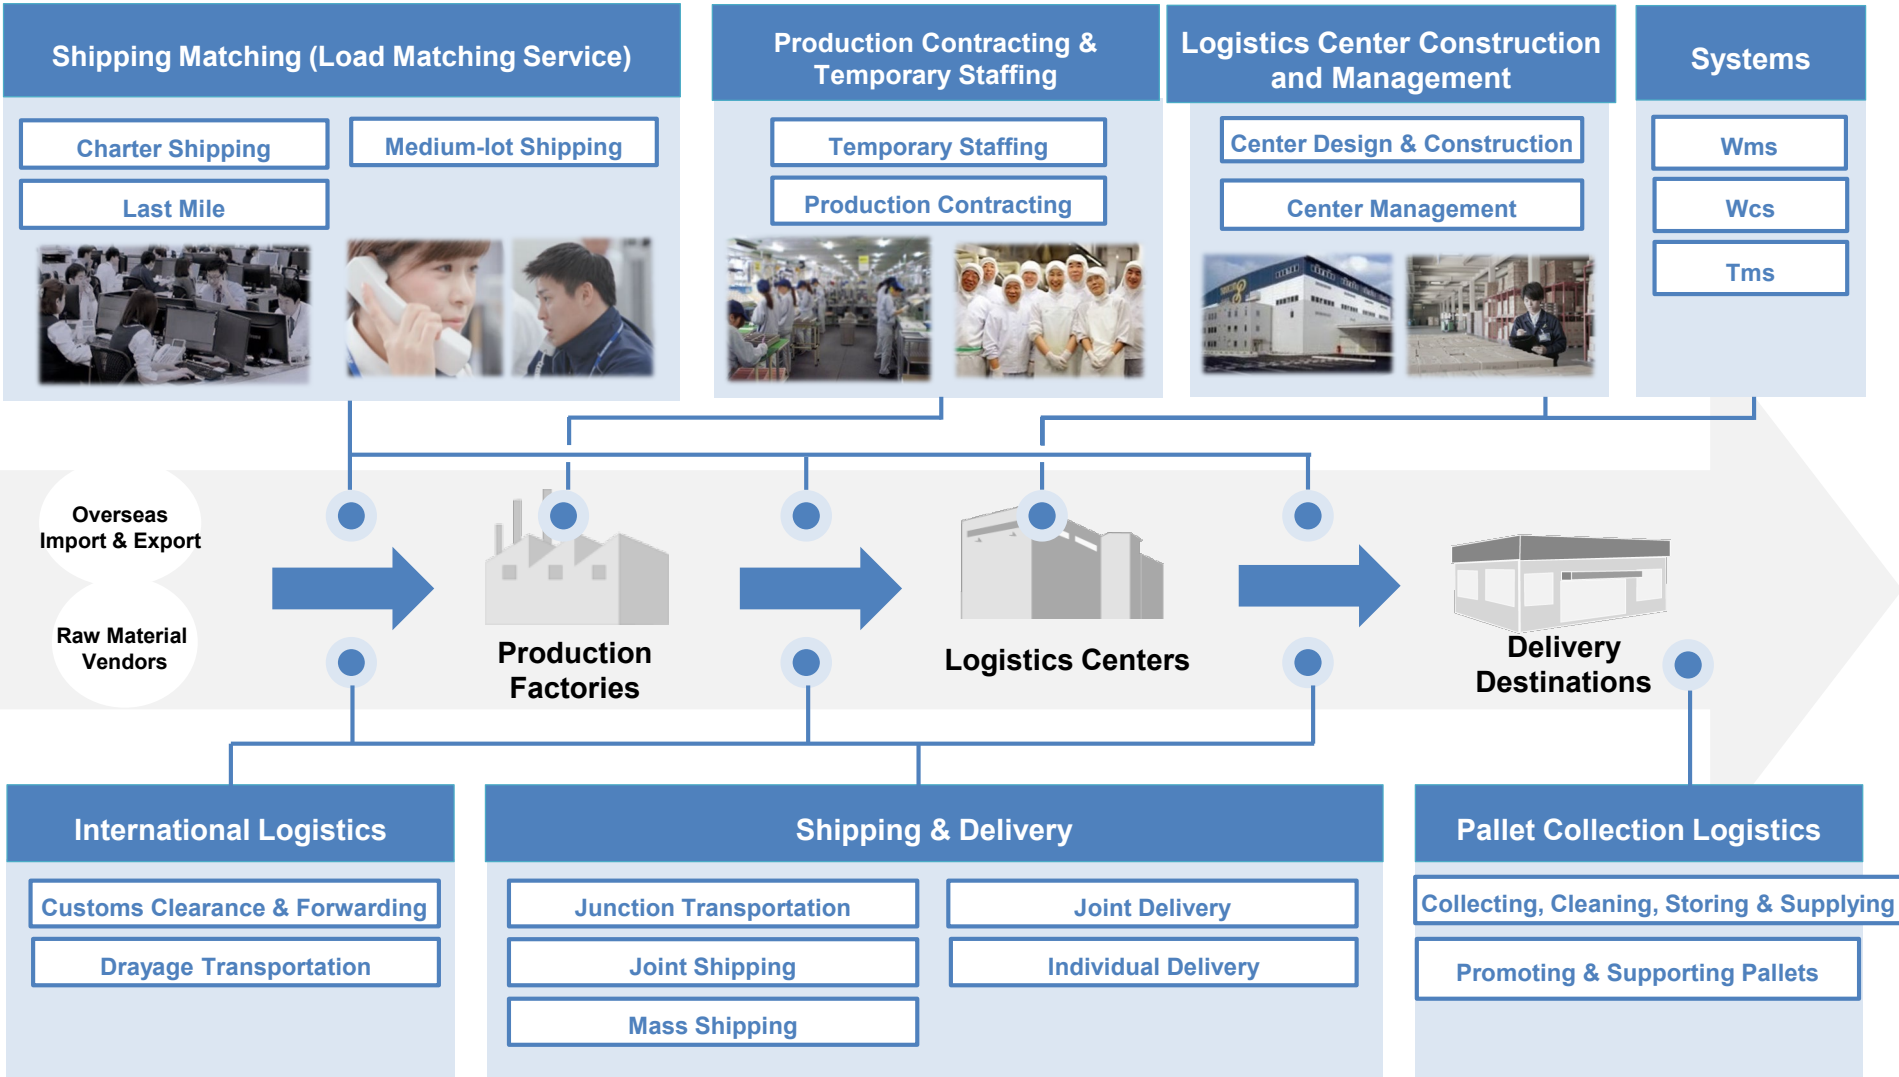 Shipping Matching (Load Matching Service)
Charter Shipping
Medium-lot Shipping
Last Mile
Production Contracting &
Temporary Staffing
Temporary Staffing
Production Contracting
Logistics Center Construction
and Management
Center Design & Construction
Center Management
Systems
Wms
Wcs
Tms
Overseas
Import & Export
Raw Material
Vendors
Production
Factories
Logistics Centers
Delivery
Destinations
International Logistics
Customs Clearance & Forwarding
Drayage Transportation
Shipping & Delivery
Junction Transportation
Joint Delivery
Joint Shipping
Individual Delivery
Mass Shipping
Pallet Collection Logistics
Collecting, Cleaning, Storing & Supplying
Promoting & Supporting Pallets